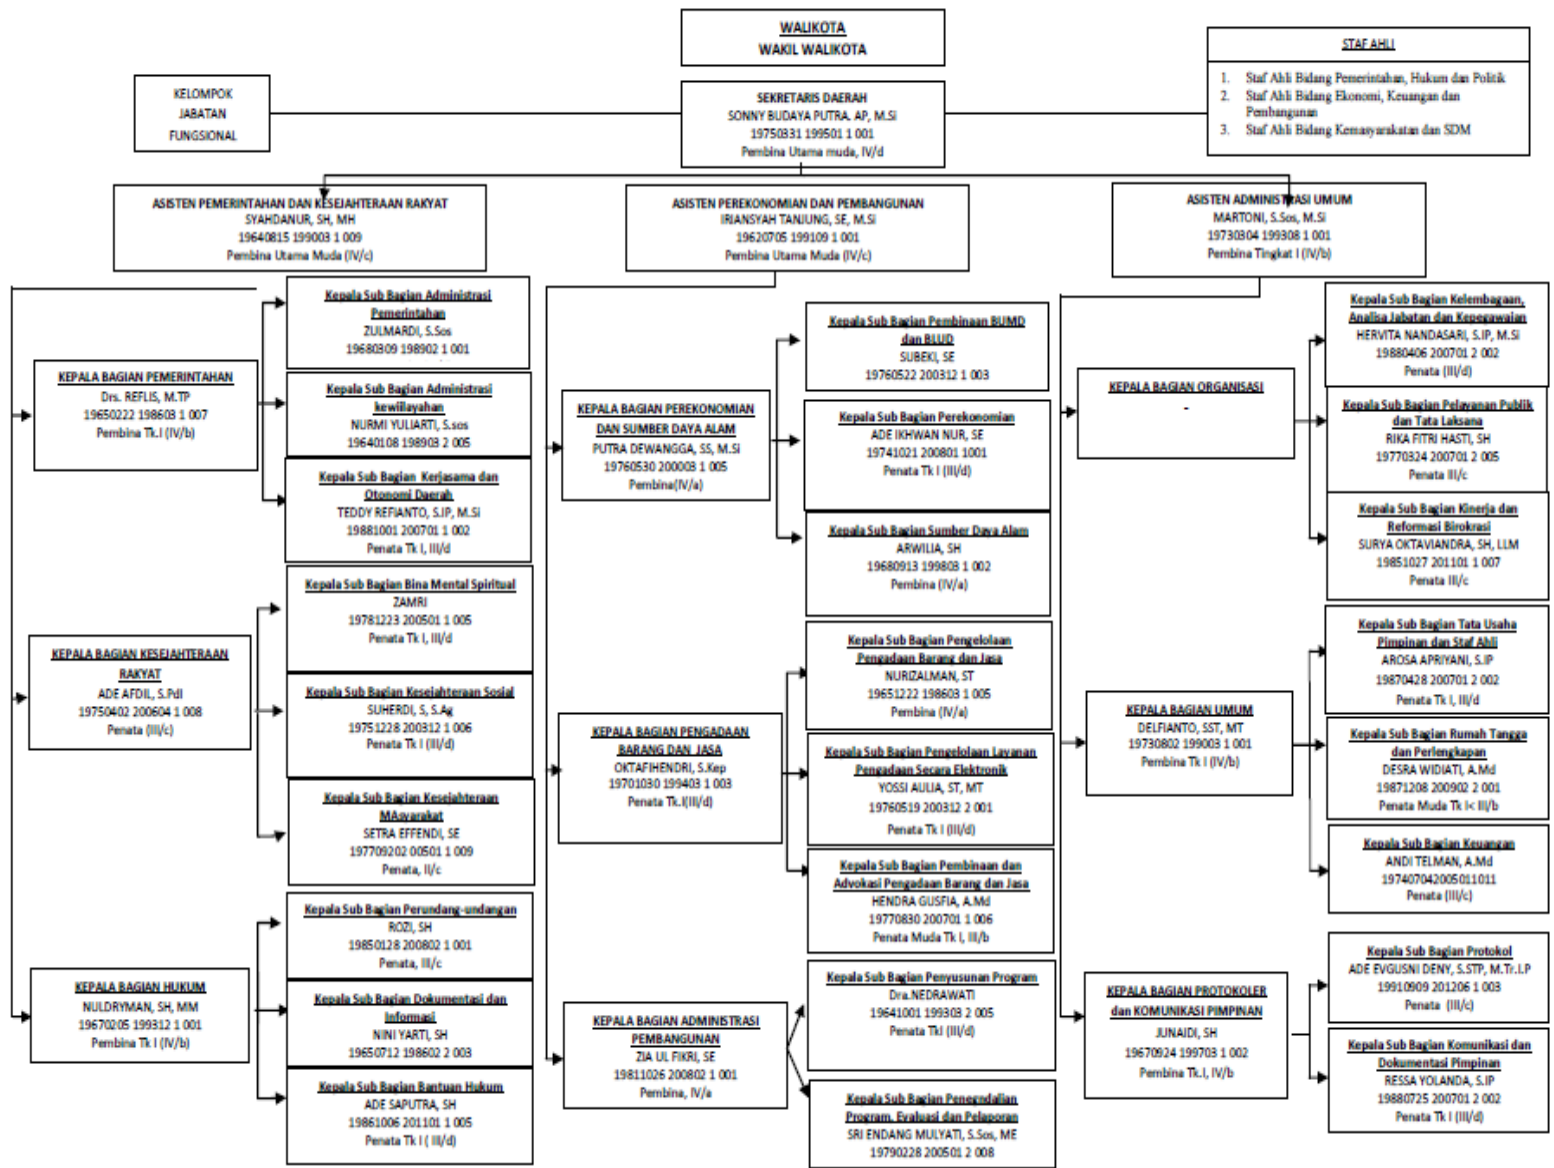 WALIKOTA
WAKIL WALIKOTA
STAF AHLI
1. Staf Ahli Bidang Pemerintahan, Hukum dan Politik
2. Staf Ahli Bidang Ekonomi, Keuangan dan
Pembangunan
3. Staf Ahli Bidang Kemasyarakatan dan SDM
KELOMPOK
JABATAN
FUNGSIONAL
SEKRETARIS DAERAH
SONNY BUDAYA PUTRA. AP, M.Si
19750331 199501 1 001
Pembina Utama muda, IV/d
ASISTEN PEMERINTAHAN DAN KESEJAHTERAAN RAKYAT
SYAHDANUR, SH, MH
19640815 199003 1 009
Pembina Utama Muda (IV/c)
ASISTEN PEREKONOMIAN DAN PEMBANGUNAN
IRIANSYAH TANJUNG, SE, M.Si
19620705 199109 1 001
Pembina Utama Muda (IV/c)
ASISTEN ADMINISTRASI UMUM
MARTONI, S.Sos, M.Si
19730304 199308 1 001
Pembina Tingkat I (IV/b)
KEPALA BAGIAN PEMERINTAHAN
Drs. REFLIS, M.TP
19650222 198603 1 007
Pembina Tk.I (IV/b)
Kepala Sub Bagian Administrasi
Pemerintahan
ZULMARDI, S.Sos
19680309 198902 1 001
Kepala Sub Bagian Administrasi
kewiilayahan
NURMI YULIARTI, S.sos
19640108 198903 2 005
Kepala Sub Bagian Kerjasama dan
Otonomi Daerah
TEDDY REFIANTO, S.IP, M.Si
19881001 200701 1 002
Penata Tk I, III/d
KEPALA BAGIAN KESEJAHTERAAN
RAKYAT
ADE AFDIL, S.PdI
19750402 200604 1 008
Penata (III/c)
Kepala Sub Bagian Bina Mental Spiritual
ZAMRI
19781223 200501 1 005
Penata Tk I, III/d
Kepala Sub Bagian Kesejahteraan Sosial
SUHERDI, S, S.Ag
19751228 200312 1 006
Penata Tk I (III/d)
Kepala Sub Bagian Kesejahteraan
MAsyarakat
SETRA EFFENDI, SE
197709202 00501 1 009
Penata, II/c
KEPALA BAGIAN HUKUM
NULDRYMAN, SH, MM
19670205 199312 1 001
Pembina Tk I (IV/b)
Kepala Sub Bagian Perundang-undangan
ROZI, SH
19850128 200802 1 001
Penata, III/c
Kepala Sub Bagian Dokumentasi dan
Informasi
NINI YARTI, SH
19650712 198602 2 003
Kepala Sub Bagian Bantuan Hukum
ADE SAPUTRA, SH
19861006 201101 1 005
Penata Tk I ( III/d)
KEPALA BAGIAN PEREKONOMIAN
DAN SUMBER DAYA ALAM
PUTRA DEWANGGA, SS, M.Si
19760530 200003 1 005
Pembina(IV/a)
Kepala Sub Bagian Pembinaan BUMD
dan BLUD
SUBEKI, SE
19760522 200312 1 003
Kepala Sub Bagian Perekonomian
ADE IKHWAN NUR, SE
19741021 200801 1001
Penata Tk I (III/d)
Kepala Sub Bagian Sumber Daya Alam
ARWILIA, SH
19680913 199803 1 002
Pembina (IV/a)
KEPALA BAGIAN PENGADAAN
BARANG DAN JASA
OKTAFIHENDRI, S.Kep
19701030 199403 1 003
Penata Tk.I(III/d)
Kepala Sub Bagian Pengelolaan
Pengadaan Barang dan Jasa
NURIZALMAN, ST
19651222 198603 1 005
Pembina (IV/a)
Kepala Sub Bagian Pengelolaan Layanan
Pengadaan Secara Elektronik
YOSSI AULIA, ST, MT
19760519 200312 2 001
Penata Tk I (III/d)
Kepala Sub Bagian Pembinaan dan
Advokasi Pengadaan Barang dan Jasa
HENDRA GUSFIA, A.Md
19770830 200701 1 006
Penata Muda Tk I, III/b
KEPALA BAGIAN ADMINISTRASI
PEMBANGUNAN
ZIA UL FIKRI, SE
19811026 200802 1 001
Pembina, IV/a
Kepala Sub Bagian Penyusunan Program
Dra.NEDRAWATI
19641001 199303 2 005
Penata TkI (III/d)
Kepala Sub Bagian Penegndalian
Program, Evaluasi dan Pelaporan
SRI ENDANG MULYATI, S.Sos, ME
19790228 200501 2 008
KEPALA BAGIAN ORGANISASI
-
Kepala Sub Bagian Kelembagaan,
Analisa Jabatan dan Kepegawaian
HERVITA NANDASARI, S.IP, M.Si
19880406 200701 2 002
Penata (III/d)
Kepala Sub Bagian Pelayanan Publik
dan Tata Laksana
RIKA FITRI HASTI, SH
19770324 200701 2 005
Penata III/c
Kepala Sub Bagian Kinerja dan
Reformasi Birokrasi
SURYA OKTAVIANDRA, SH, LLM
19851027 201101 1 007
Penata III/c
KEPALA BAGIAN UMUM
DELFIANTO, SST, MT
19730802 199003 1 001
Pembina Tk I (IV/b)
Kepala Sub Bagian Tata Usaha
Pimpinan dan Staf Ahli
AROSA APRIYANI, S.IP
19870428 200701 2 002
Penata Tk I, III/d
Kepala Sub Bagian Rumah Tangga
dan Perlengkapan
DESRA WIDIATI, A.Md
19871208 200902 2 001
Penata Muda Tk I< III/b
Kepala Sub Bagian Keuangan
ANDI TELMAN, A.Md
197407042005011011
Penata (III/c)
KEPALA BAGIAN PROTOKOLER
dan KOMUNIKASI PIMPINAN
JUNAIDI, SH
19670924 199703 1 002
Pembina Tk.I, IV/b
Kepala Sub Bagian Protokol
ADE EVGUSNI DENY, S.STP, M.Tr.I.P
19910909 201206 1 003
Penata (III/c)
Kepala Sub Bagian Komunikasi dan
Dokumentasi Pimpinan
RESSA YOLANDA, S.IP
19880725 200701 2 002
Penata Tk I (III/d)